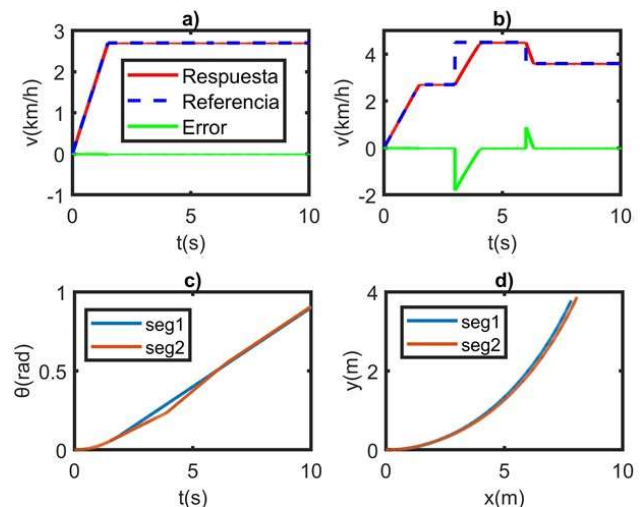 a)
3
2
1
0
-1
v(km/h)
Respuesta
Referencia
Error
0
5
10
t(s)
b)
4
2
0
-2
v(km/h)
0
5
10
t(s)
c)
1
0.5
0
θ(rad)
seg1
seg2
0
5
10
t(s)
d)
4
2
0
y(m)
seg1
seg2
0
5
10
x(m)